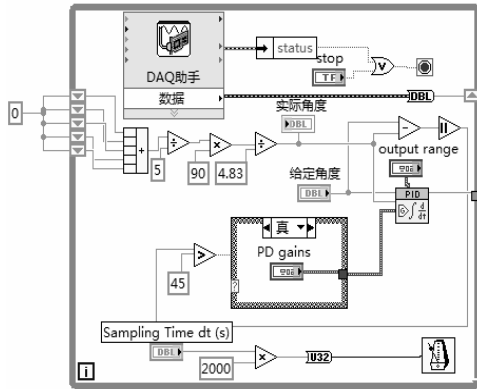 DAQ助手
数据
status
stop
TF
V
DBL
实际角度
DBL
0
+
÷
×
÷
5
90
4.83
-
output range
给定角度
DBL
PID
真
PD gains
>
45
?
Sampling Time dt (s)
DBL
2000
×
U32
i